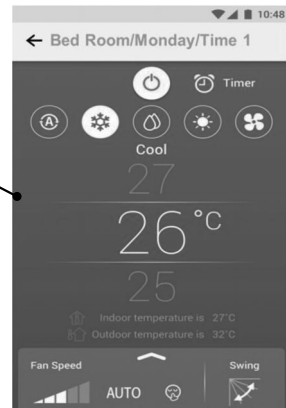 10:48
← Bed Room/Monday/Time 1
Timer
A
Cool
27
26°C
25
Indoor temperature is 27°C
Outdoor temperature is 32°C
Fan Speed
Swing
AUTO